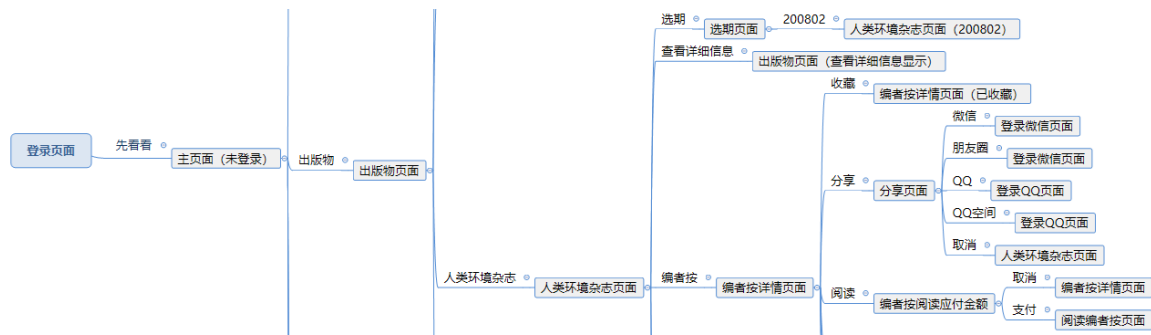 选期
选期页面
200802
人类环境杂志页面（200802）
查看详细信息
出版物页面（查看详细信息显示）
收藏
编者按详情页面（已收藏）
微信
登录微信页面
登录页面
先看看
主页面（未登录）
出版物
出版物页面
朋友圈
登录微信页面
分享
分享页面
QQ
登录QQ页面
QQ空间
登录QQ页面
取消
人类环境杂志页面
人类环境杂志
人类环境杂志页面
编者按
编者按详情页面
阅读
编者按阅读应付金额
取消
编者按详情页面
支付
阅读编者按页面